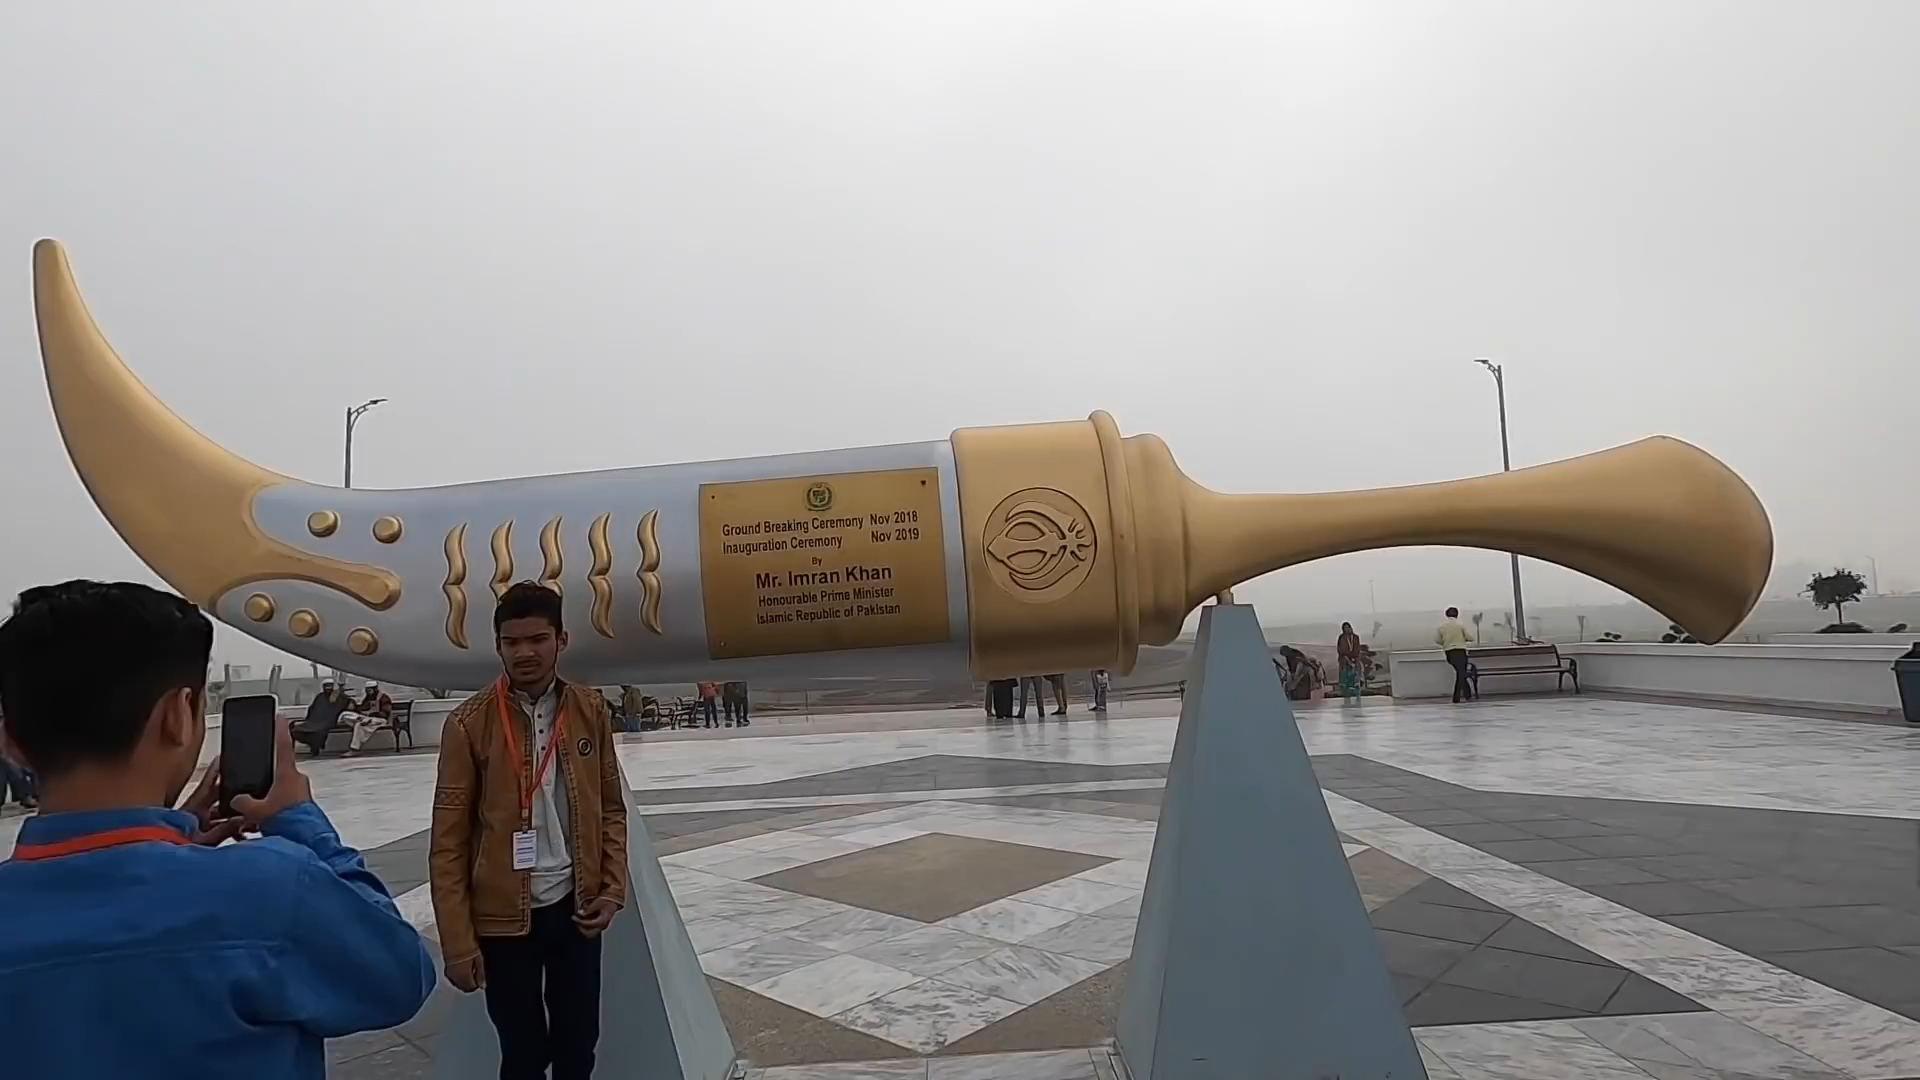 Ground Breaking Ceremony Nov 2018
Inauguration Ceremony Nov 2019
By
Mr. Imran Khan
Honourable Prime Minister
Islamic Republic of Pakistan